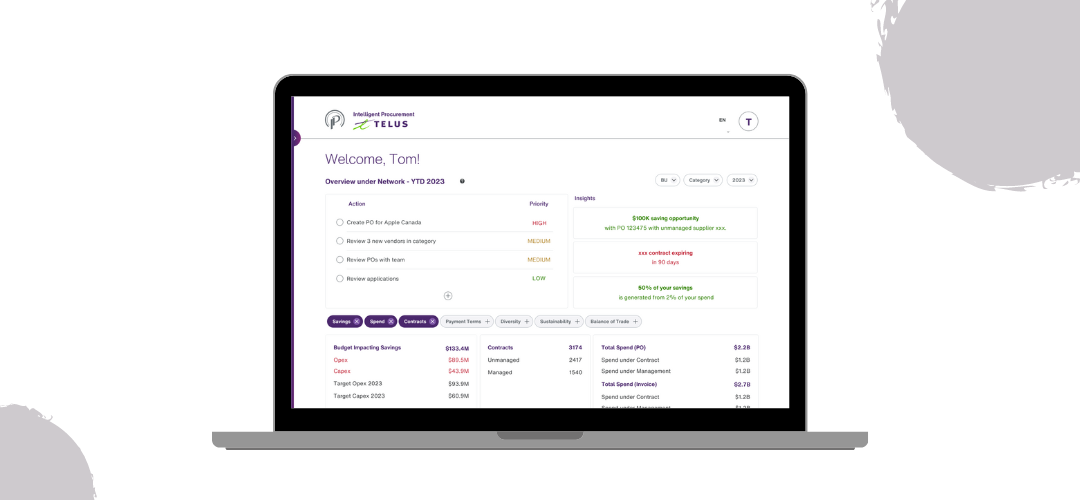 Intelligent Procurement
TELUS
EN
T
Welcome, Tom!
Overview under Network - YTD 2023
BU
Category
2023
Action Priority
Create PO for Apple Canada HIGH
Review 3 new vendors in category MEDIUM
Review POs with team MEDIUM
Review applications LOW
Insights
$100K saving opportunity
with PO 123475 with unmanaged supplier xxx.
xxx contract expiring
in 90 days
50% of your savings
is generated from 2% of your spend
Savings Spend Contracts Payment Terms Diversity Sustainability Balance of Trade
Budget Impacting Savings $133.4M
Opex $89.5M
Capex $43.9M
Target Opex 2023 $93.9M
Target Capex 2023 $60.9M
Contracts 3174
Unmanaged 2417
Managed 1540
Total Spend (PO) $2.2B
Spend under Contract $1.2B
Spend under Management $1.2B
Total Spend (Invoice) $2.7B
Spend under Contract $1.2B
Spend under Management $1.2B